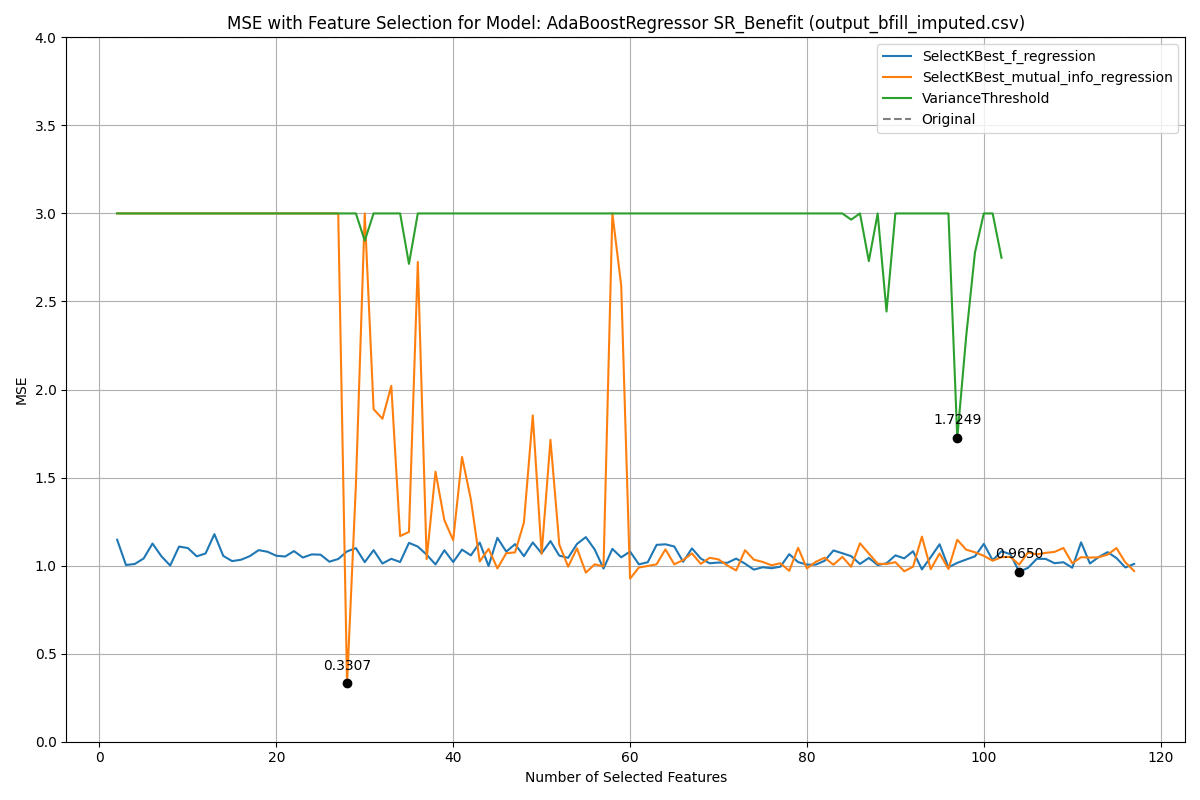 MSE with Feature Selection for Model: AdaBoostRegressor SR_Benefit (output_bfill_imputed.csv)
SelectKBest_f_regression
SelectKBest_mutual_info_regression
VarianceThreshold
Original
MSE
4.0
3.5
3.0
2.5
2.0
1.5
1.0
0.5
0.0
1.7249
0.9650
0.3307
0 20 40 60 80 100 120
Number of Selected Features